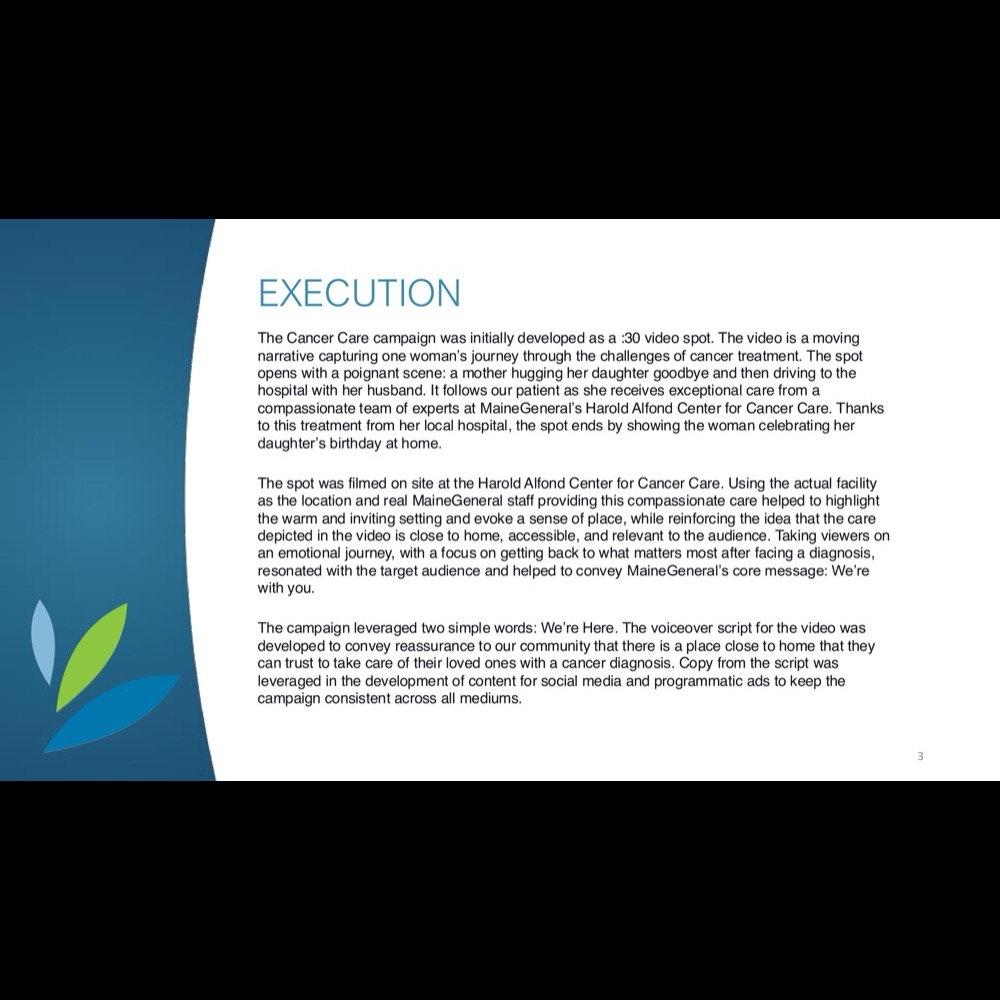 EXECUTION
The Cancer Care campaign was initially developed as a :30 video spot. The video is a moving
narrative capturing one woman's journey through the challenges of cancer treatment. The spot
opens with a poignant scene: a mother hugging her daughter goodbye and then driving to the
hospital with her husband. It follows our patient as she receives exceptional care from a
compassionate team of experts at MaineGeneral's Harold Alfond Center for Cancer Care. Thanks
to this treatment from her local hospital, the spot ends by showing the woman celebrating her
daughter's birthday at home.
The spot was filmed on site at the Harold Alfond Center for Cancer Care. Using the actual facility
as the location and real MaineGeneral staff providing this compassionate care helped to highlight
the warm and inviting setting and evoke a sense of place, while reinforcing the idea that the care
depicted in the video is close to home, accessible, and relevant to the audience. Taking viewers on
an emotional journey, with a focus on getting back to what matters most after facing a diagnosis,
resonated with the target audience and helped to convey MaineGeneral's core message: We're
with you.
The campaign leveraged two simple words: We're Here. The voiceover script for the video was
developed to convey reassurance to our community that there is a place close to home that they
can trust to take care of their loved ones with a cancer diagnosis. Copy from the script was
leveraged in the development of content for social media and programmatic ads to keep the
campaign consistent across all mediums.
3